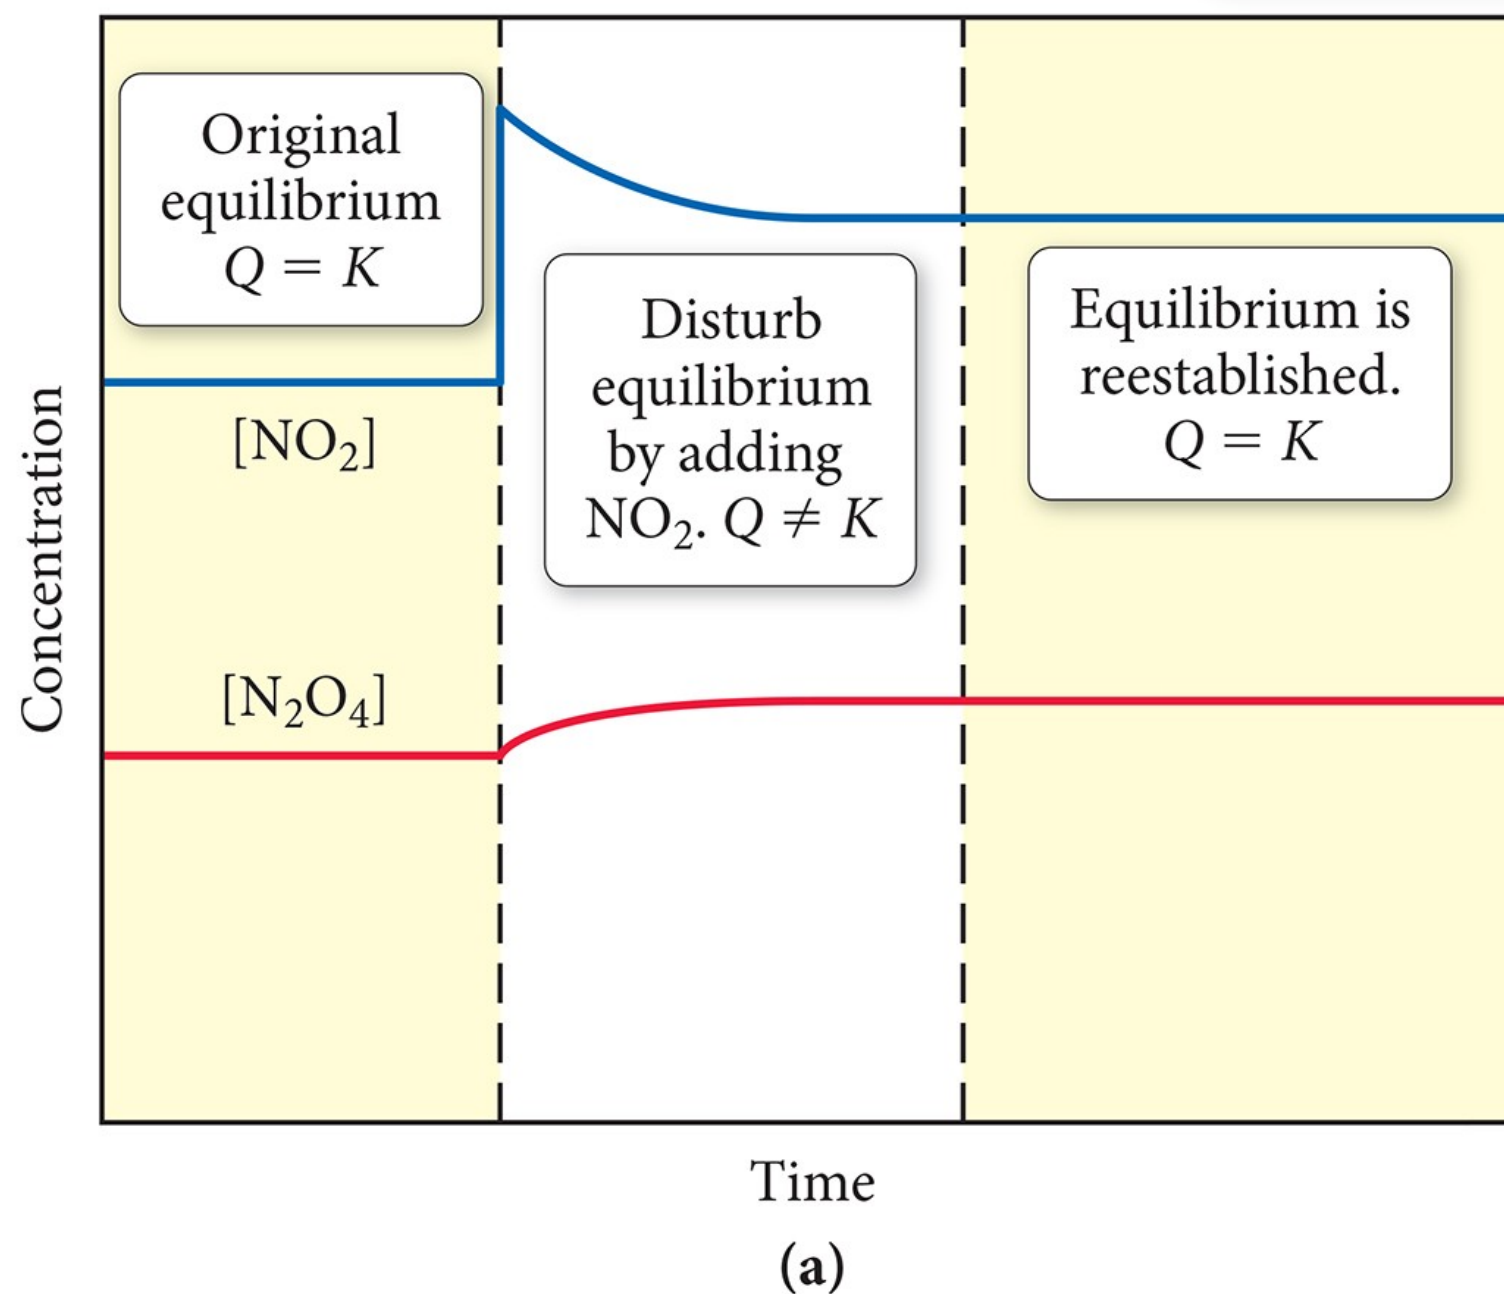 Original
equilibrium
Q = K
[NO₂]
[N₂O₄]
Disturb
equilibrium
by adding
NO₂. Q ≠ K
Equilibrium is
reestablished.
Q = K
Concentration
Time
(a)